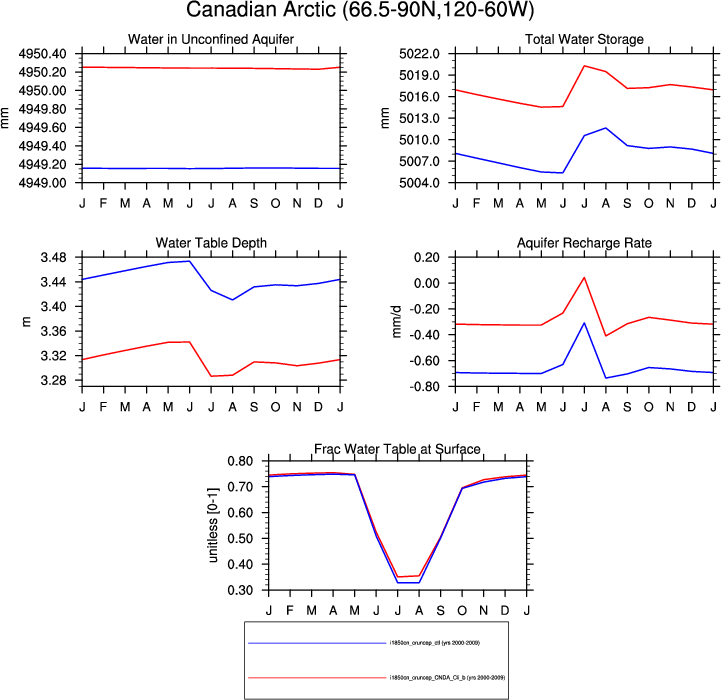 Canadian Arctic (66.5-90N,120-60W)
Water in Unconfined Aquifer
4950.40
4950.20
4950.00
4949.80
4949.60
4949.40
4949.20
4949.00
mm
J F M A M J J A S O N D J
Total Water Storage
5022.0
5019.0
5016.0
5013.0
5010.0
5007.0
5004.0
mm
J F M A M J J A S O N D J
Water Table Depth
3.48
3.44
3.40
3.36
3.32
3.28
m
J F M A M J J A S O N D J
Aquifer Recharge Rate
0.20
0.00
-0.20
-0.40
-0.60
-0.80
mm/d
J F M A M J J A S O N D J
Frac Water Table at Surface
0.80
0.70
0.60
0.50
0.40
0.30
unitless [0-1]
J F M A M J J A S O N D J
i1850cn_cruncep_ctl (yrs 2000-2009)
i1850cn_cruncep_CNDA_Cli_b (yrs 2000-2009)